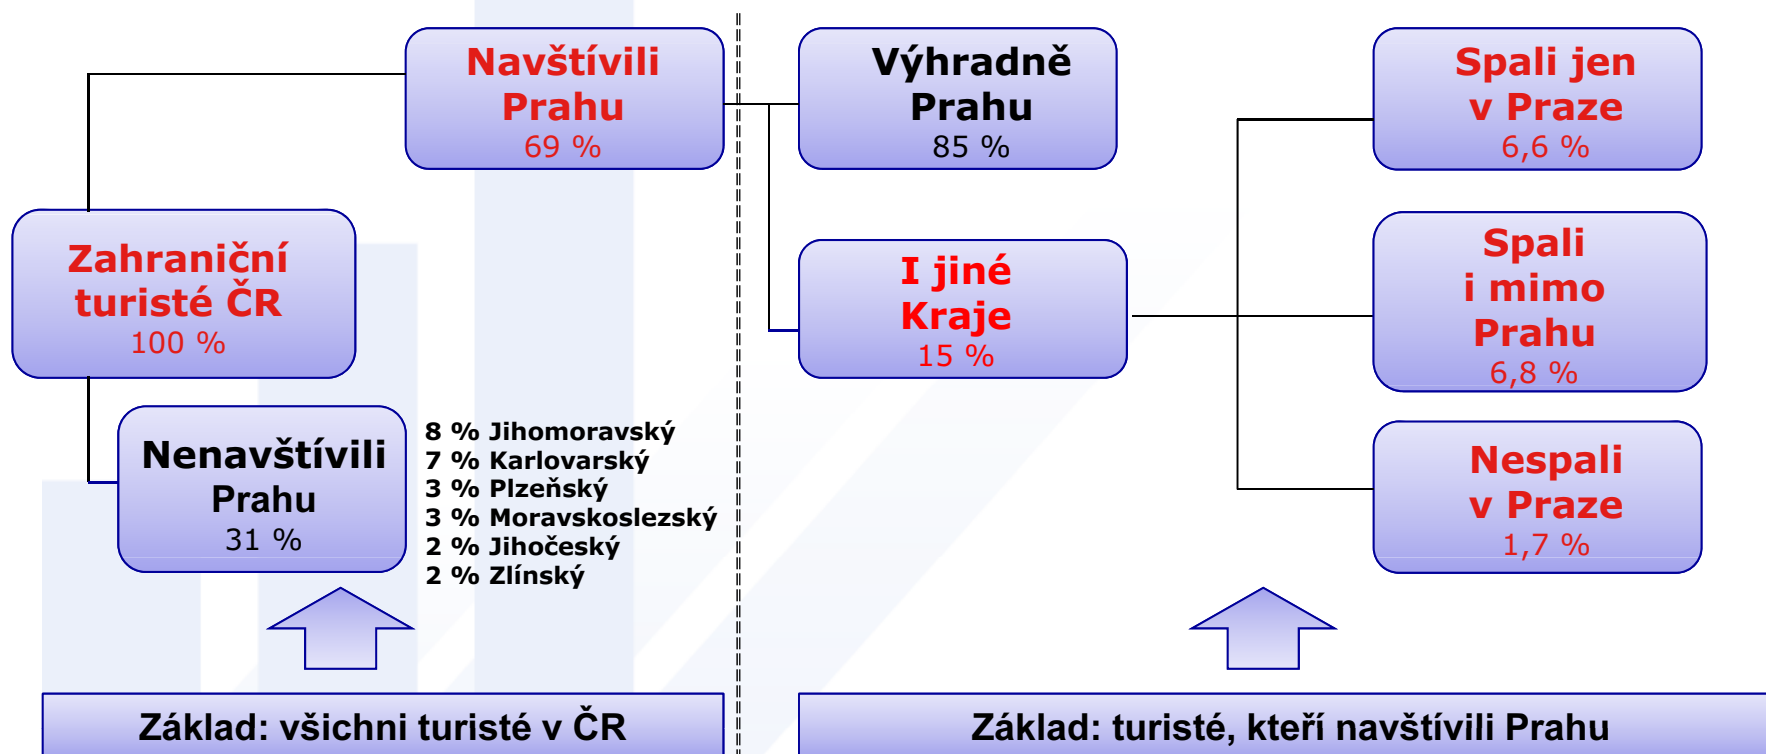 Navštívili
Prahu
69 %
Výhradně
Prahu
85 %
Spali jen
v Praze
6,6 %
Zahraniční
turisté ČR
100 %
I jiné
Kraje
15 %
Spali
i mimo
Prahu
6,8 %
Nenavštívili
Prahu
31 %
8 % Jihomoravský
7 % Karlovarský
3 % Plzeňský
3 % Moravskoslezský
2 % Jihočeský
2 % Zlínský
Nespali
v Praze
1,7 %
Základ: všichni turisté v ČR
Základ: turisté, kteří navštívili Prahu